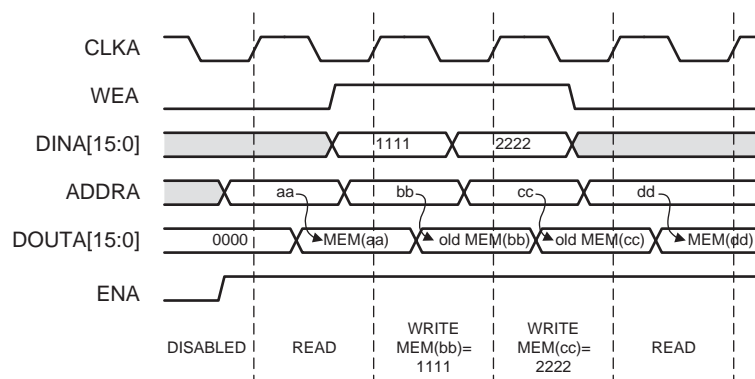 CLKA
WEA
DINA[15:0] 1111 2222
ADDRA aa bb cc dd
DOUTA[15:0] 0000 MEM(aa) old MEM(bb) old MEM(cc) MEM(dd)
ENA
DISABLED READ WRITE MEM(bb)= 1111 WRITE MEM(cc)= 2222 READ